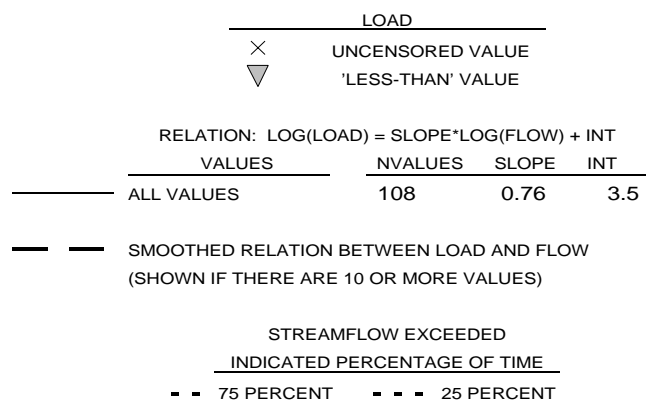 LOAD
UNCENSORED VALUE
'LESS-THAN' VALUE
RELATION: LOG(LOAD) = SLOPE*LOG(FLOW) + INT
VALUES NVALUES SLOPE INT
ALL VALUES 108 0.76 3.5
SMOOTHED RELATION BETWEEN LOAD AND FLOW
(SHOWN IF THERE ARE 10 OR MORE VALUES)
STREAMFLOW EXCEEDED
INDICATED PERCENTAGE OF TIME
75 PERCENT 25 PERCENT